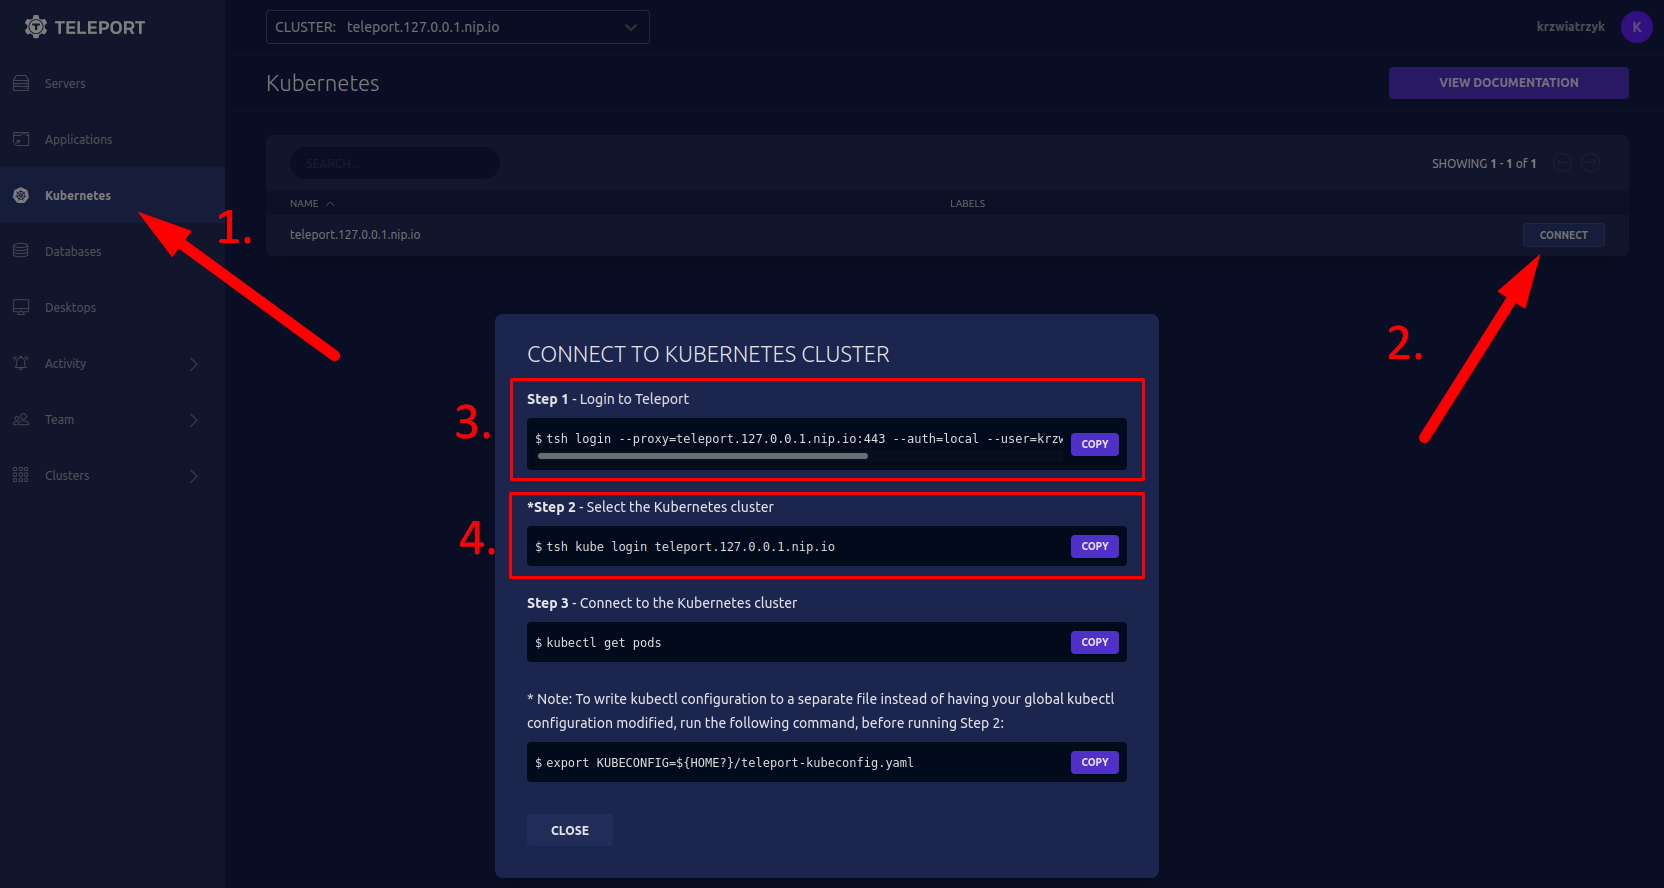 TELEPORT
CLUSTER: teleport.127.0.0.1.nip.io
krzwiatrzyk
K
Servers
Applications
Kubernetes
Databases
Desktops
Activity
Team
Clusters
Kubernetes
VIEW DOCUMENTATION
SEARCH...
SHOWING 1 - 1 of 1
NAME
LABELS
teleport.127.0.0.1.nip.io
CONNECT
1.
2.
CONNECT TO KUBERNETES CLUSTER
3.
Step 1 - Login to Teleport
$ tsh login --proxy=teleport.127.0.0.1.nip.io:443 --auth=local --user=krzw
COPY
4.
*Step 2 - Select the Kubernetes cluster
$ tsh kube login teleport.127.0.0.1.nip.io
COPY
Step 3 - Connect to the Kubernetes cluster
$ kubectl get pods
COPY
* Note: To write kubectl configuration to a separate file instead of having your global kubectl
configuration modified, run the following command, before running Step 2:
$ export KUBECONFIG=${HOME?}/teleport-kubeconfig.yaml
COPY
CLOSE